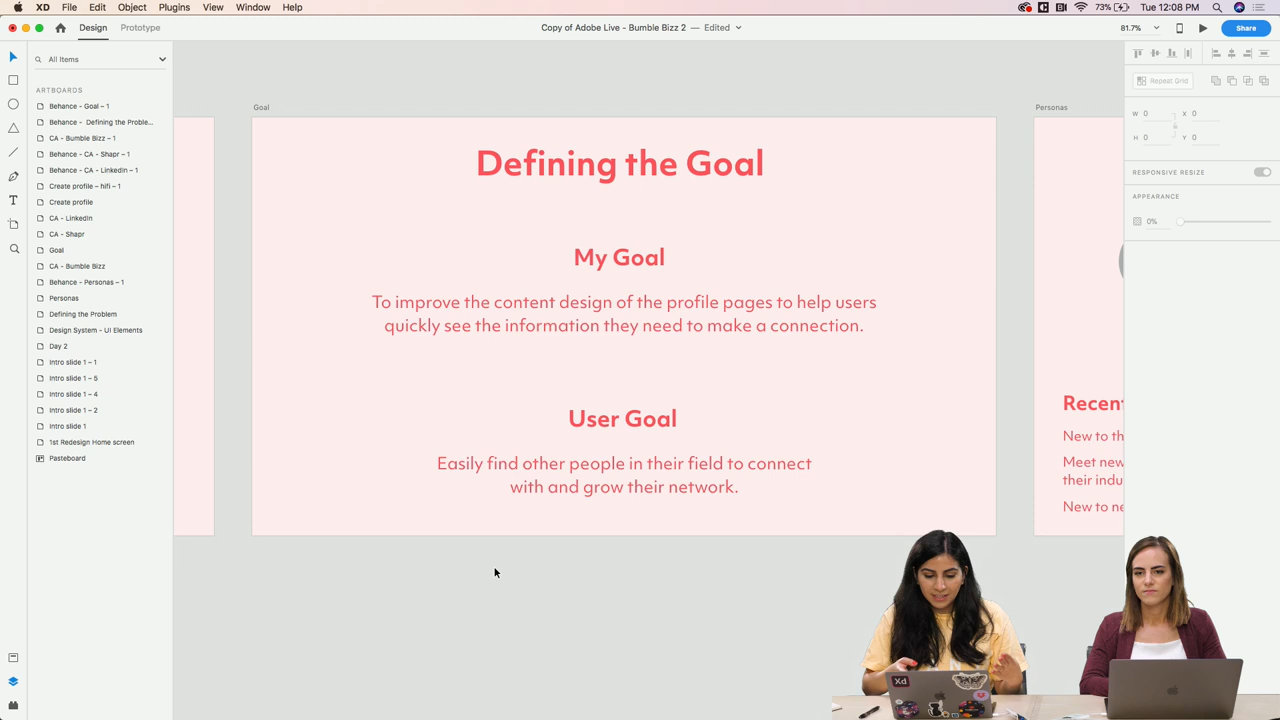 XD File Edit Object Plugins View Window Help
73% Tue 12:08 PM
Design Prototype
Copy of Adobe Live - Bumble Bizz 2 — Edited
81.7%
Share
All Items
ARTBOARDS
Behance - Goal – 1
Behance - Defining the Proble...
CA - Bumble Bizz – 1
Behance - CA - Shapr – 1
Behance - CA - LinkedIn – 1
Create profile – hifi – 1
Create profile
CA - LinkedIn
CA - Shapr
Goal
CA - Bumble Bizz
Behance - Personas – 1
Personas
Defining the Problem
Design System - UI Elements
Day 2
Intro slide 1 – 1
Intro slide 1 – 5
Intro slide 1 – 4
Intro slide 1 – 2
Intro slide 1
1st Redesign Home screen
Pasteboard
Goal
Defining the Goal
My Goal
To improve the content design of the profile pages to help users
quickly see the information they need to make a connection.
User Goal
Easily find other people in their field to connect
with and grow their network.
Personas
Recent
New to th
Meet new
their indu
New to ne
Repeat Grid
W 0 X 0
H 0 Y 0
RESPONSIVE RESIZE
APPEARANCE
0%
Xd